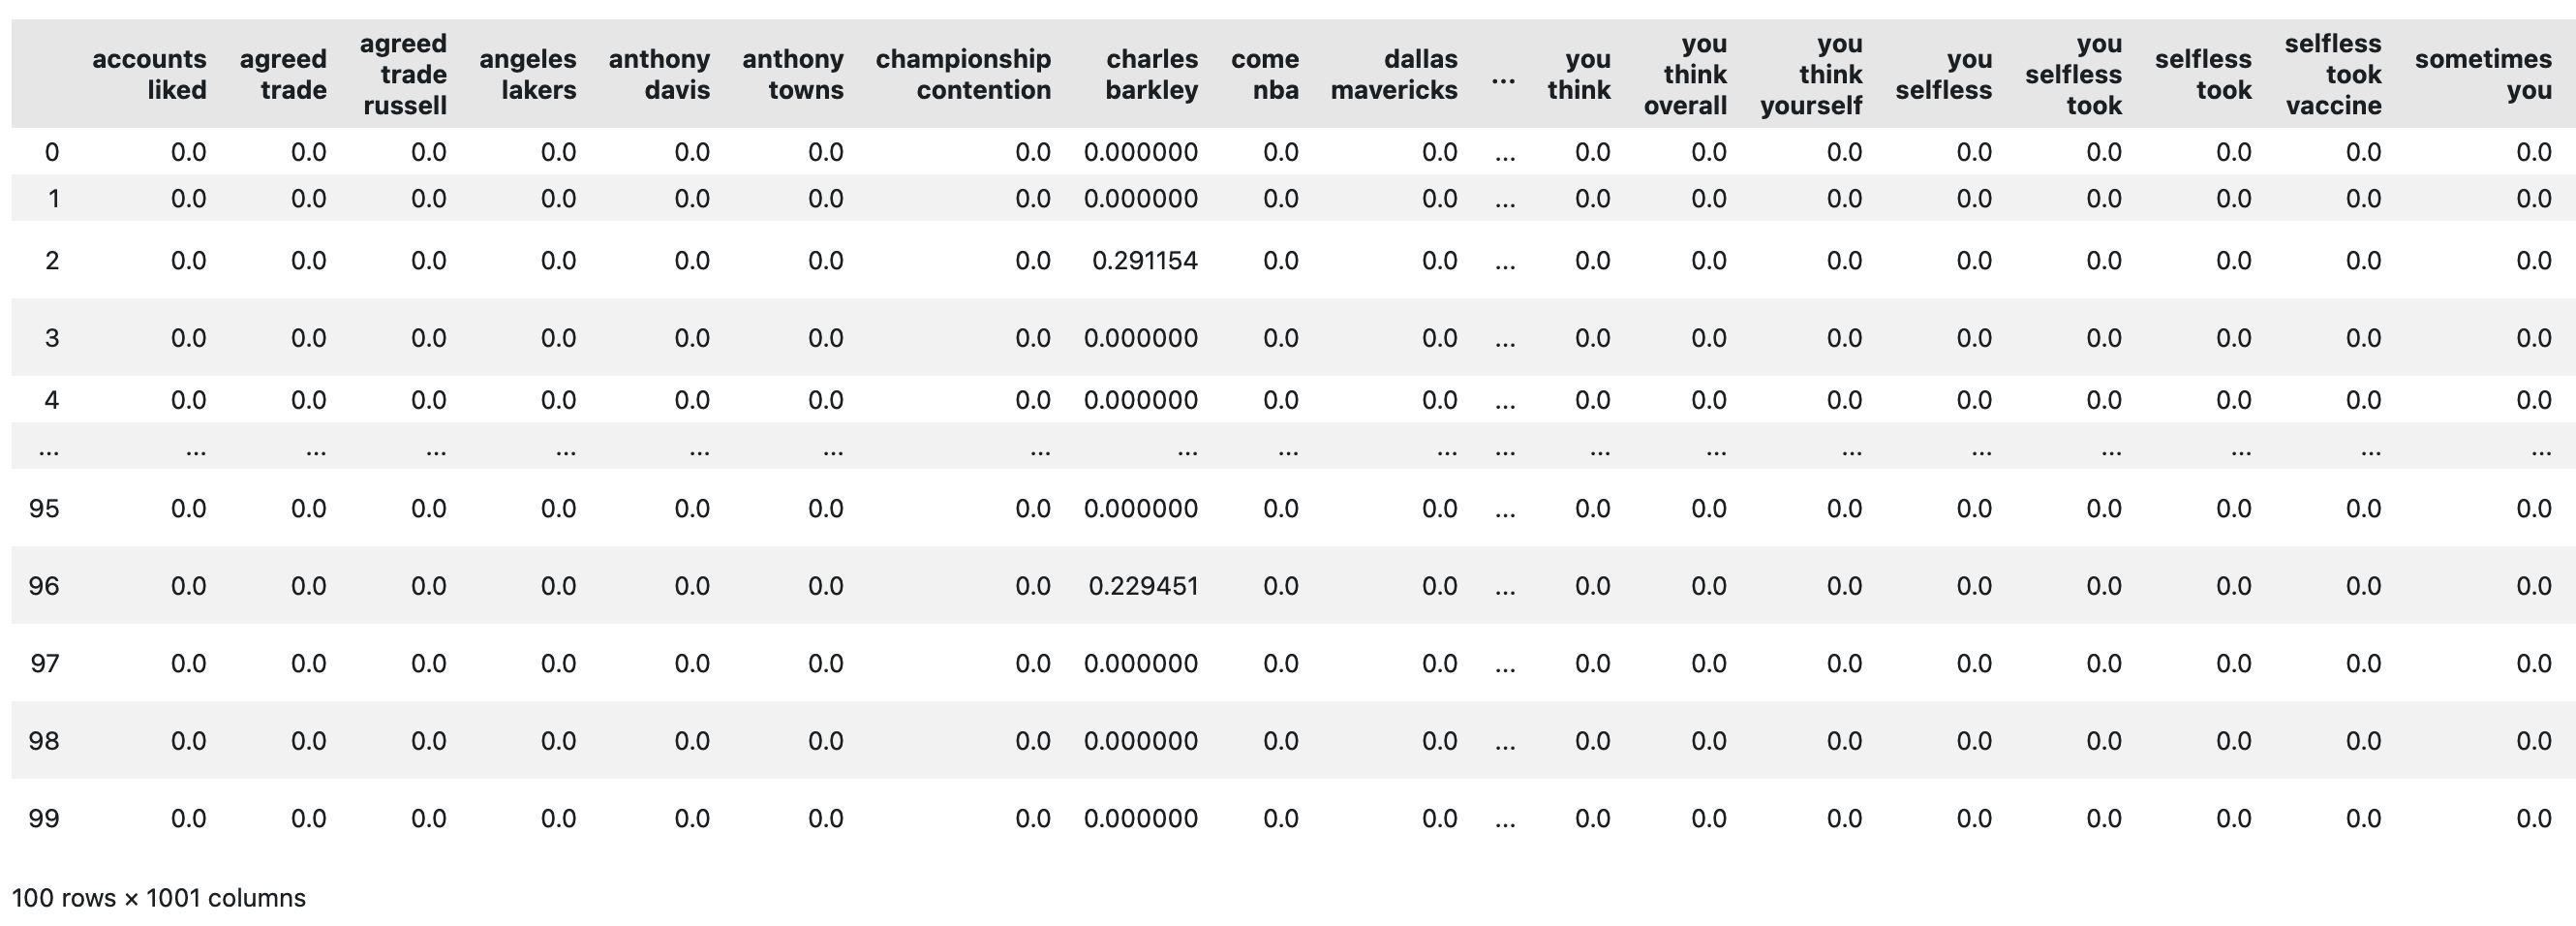 accounts liked agreed trade agreed trade russell angeles lakers anthony davis anthony towns championship contention charles barkley come nba dallas mavericks ... you think you think overall you think yourself you selfless you selfless took selfless took selfless took vaccine sometimes you
0 0.0 0.0 0.0 0.0 0.0 0.0 0.0 0.000000 0.0 0.0 ... 0.0 0.0 0.0 0.0 0.0 0.0 0.0 0.0
1 0.0 0.0 0.0 0.0 0.0 0.0 0.0 0.000000 0.0 0.0 ... 0.0 0.0 0.0 0.0 0.0 0.0 0.0 0.0
2 0.0 0.0 0.0 0.0 0.0 0.0 0.0 0.291154 0.0 0.0 ... 0.0 0.0 0.0 0.0 0.0 0.0 0.0 0.0
3 0.0 0.0 0.0 0.0 0.0 0.0 0.0 0.000000 0.0 0.0 ... 0.0 0.0 0.0 0.0 0.0 0.0 0.0 0.0
4 0.0 0.0 0.0 0.0 0.0 0.0 0.0 0.000000 0.0 0.0 ... 0.0 0.0 0.0 0.0 0.0 0.0 0.0 0.0
... ... ... ... ... ... ... ... ... ... ... ... ... ... ... ... ... ... ... ...
95 0.0 0.0 0.0 0.0 0.0 0.0 0.0 0.000000 0.0 0.0 ... 0.0 0.0 0.0 0.0 0.0 0.0 0.0 0.0
96 0.0 0.0 0.0 0.0 0.0 0.0 0.0 0.229451 0.0 0.0 ... 0.0 0.0 0.0 0.0 0.0 0.0 0.0 0.0
97 0.0 0.0 0.0 0.0 0.0 0.0 0.0 0.000000 0.0 0.0 ... 0.0 0.0 0.0 0.0 0.0 0.0 0.0 0.0
98 0.0 0.0 0.0 0.0 0.0 0.0 0.0 0.000000 0.0 0.0 ... 0.0 0.0 0.0 0.0 0.0 0.0 0.0 0.0
99 0.0 0.0 0.0 0.0 0.0 0.0 0.0 0.000000 0.0 0.0 ... 0.0 0.0 0.0 0.0 0.0 0.0 0.0 0.0
100 rows × 1001 columns